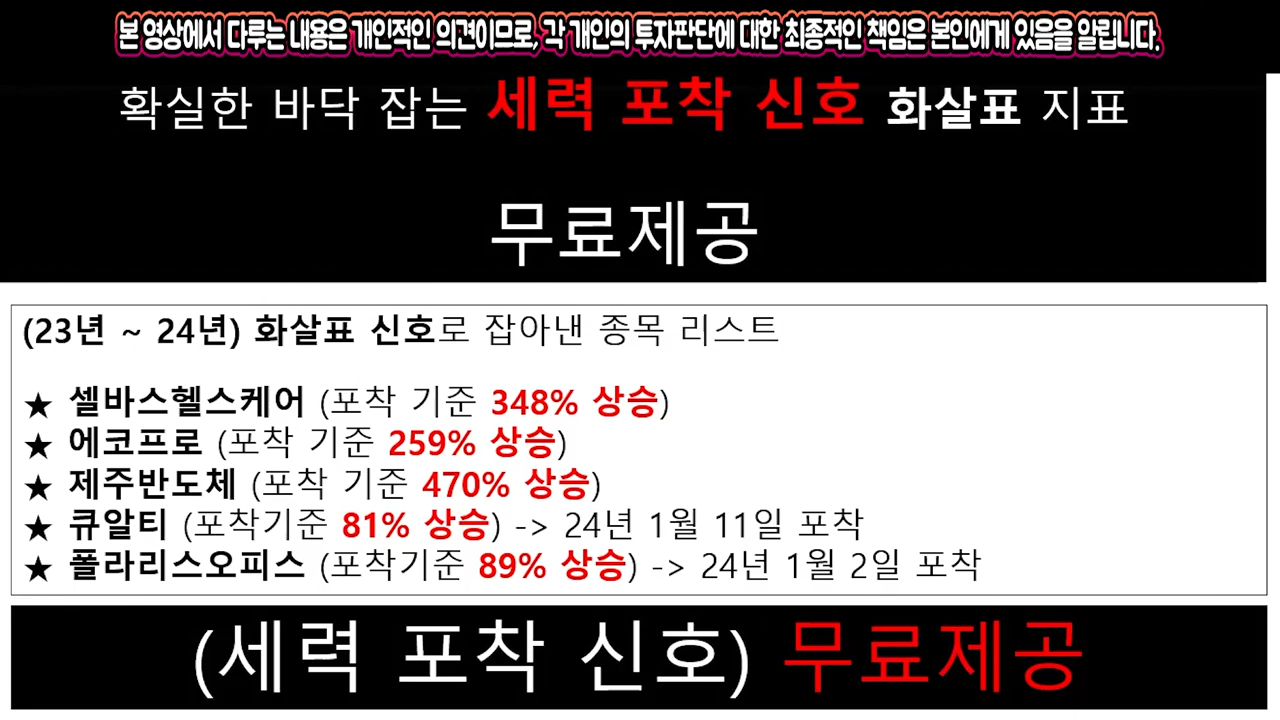 본 영상에서 다루는 내용은 개인적인 의견이므로, 각 개인의 투자판단에 대한 최종적인 책임은 본인에게 있음을 알립니다.
확실한 바닥 잡는 세력 포착 신호 화살표 지표
무료제공
(23년 ~ 24년) 화살표 신호로 잡아낸 종목 리스트
★ 셀바스헬스케어 (포착 기준 348% 상승)
★ 에코프로 (포착 기준 259% 상승)
★ 제주반도체 (포착 기준 470% 상승)
★ 큐알티 (포착기준 81% 상승) -> 24년 1월 11일 포착
★ 폴라리스오피스 (포착기준 89% 상승) -> 24년 1월 2일 포착
(세력 포착 신호) 무료제공